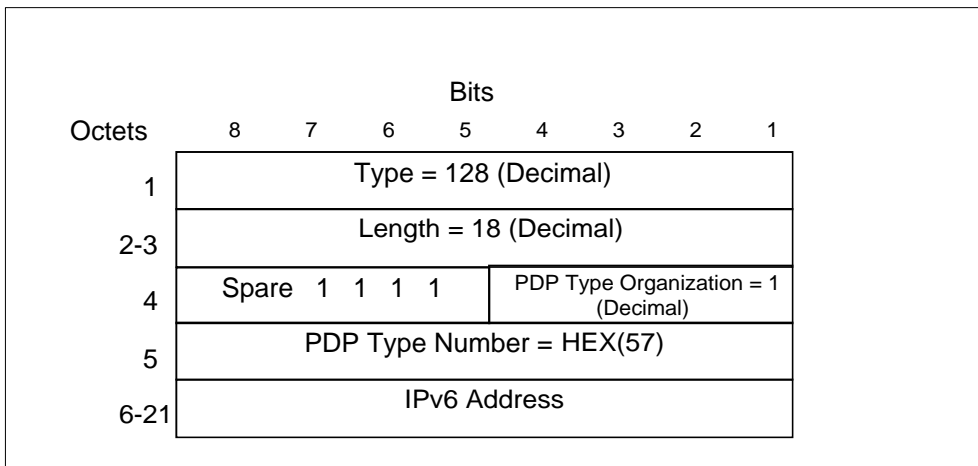 Bits
Octets 8 7 6 5 4 3 2 1
1 Type = 128 (Decimal)
2-3 Length = 18 (Decimal)
4 Spare 1 1 1 1 PDP Type Organization = 1
(Decimal)
5 PDP Type Number = HEX(57)
6-21 IPv6 Address